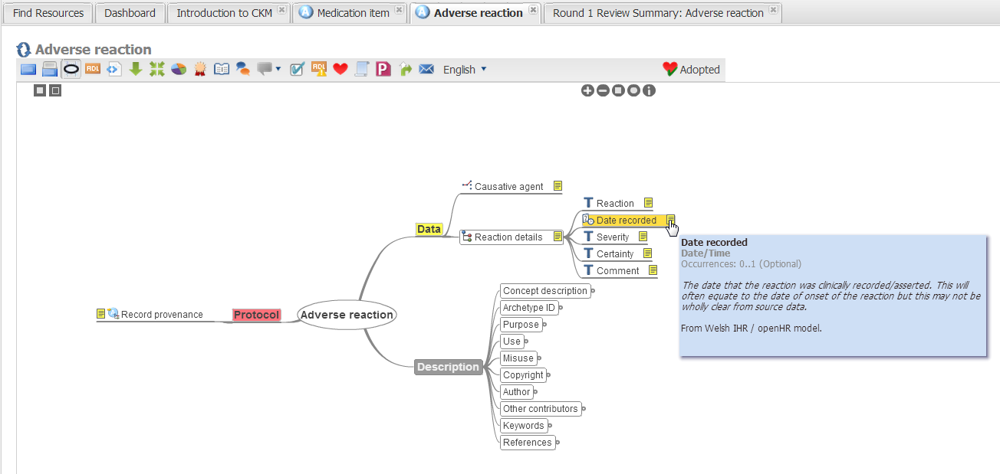 Find Resources
Dashboard
Introduction to CKM
Medication item
Adverse reaction
Round 1 Review Summary: Adverse reaction
Adverse reaction
ADL
ADL
P
English
Adopted
Causative agent
Reaction
Data
Date recorded
Reaction details
Severity
Certainty
Comment
Date recorded
Date/Time
Occurrences: 0..1 (Optional)
The date that the reaction was clinically recorded/asserted. This will
often equate to the date of onset of the reaction but this may not be
wholly clear from source data.
From Welsh IHR / openHR model.
Record provenance
Protocol
Adverse reaction
Description
Concept description
Archetype ID
Purpose
Use
Misuse
Copyright
Author
Other contributors
Keywords
References